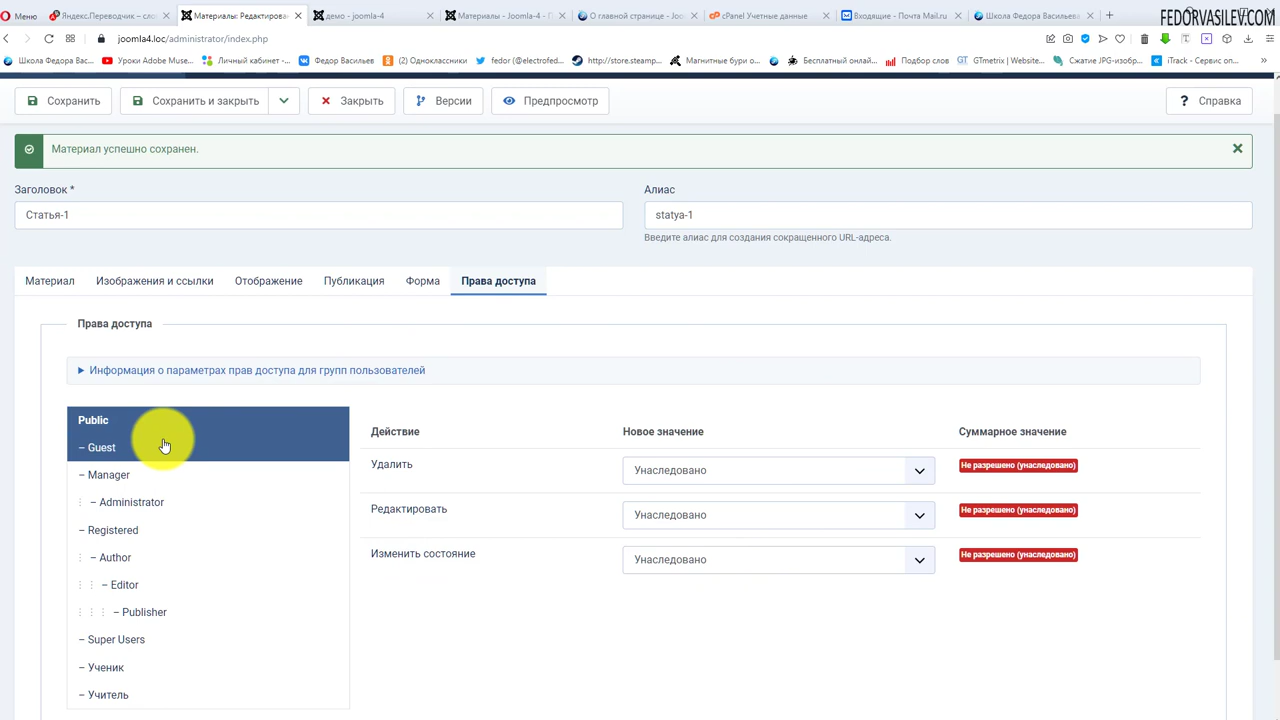 Меню
Яндекс.Переводчик – сло
Материалы: Редактирован
демо - joomla-4
Материалы - Joomla-4 - П
О главной странице - Jool
cPanel Учетные данные
Входящие - Почта Mail.ru
Школа Федора Васильева
FEDORVASILEV.COM
joomla4.loc/administrator/index.php
Школа Федора Вас...
Уроки Adobe Muse...
Личный кабинет -...
Федор Васильев
(2) Одноклассники
fedor (@electrofed...
http://store.steamp...
Магнитные бури о...
Бесплатный онлай...
Подбор слов
GTmetrix | Website...
Сжатие JPG-изобр...
iTrack - Сервис оп...
Сохранить
Сохранить и закрыть
Закрыть
Версии
Предпросмотр
? Справка
Материал успешно сохранен.
Заголовок *
Алиас
Статья-1
statya-1
Введите алиас для создания сокращенного URL-адреса.
Материал
Изображения и ссылки
Отображение
Публикация
Форма
Права доступа
Права доступа
Информация о параметрах прав доступа для групп пользователей
Public
– Guest
– Manager
– Administrator
– Registered
– Author
– Editor
– Publisher
– Super Users
– Ученик
– Учитель
Действие
Новое значение
Суммарное значение
Удалить
Унаследовано
Не разрешено (унаследовано)
Редактировать
Унаследовано
Не разрешено (унаследовано)
Изменить состояние
Унаследовано
Не разрешено (унаследовано)